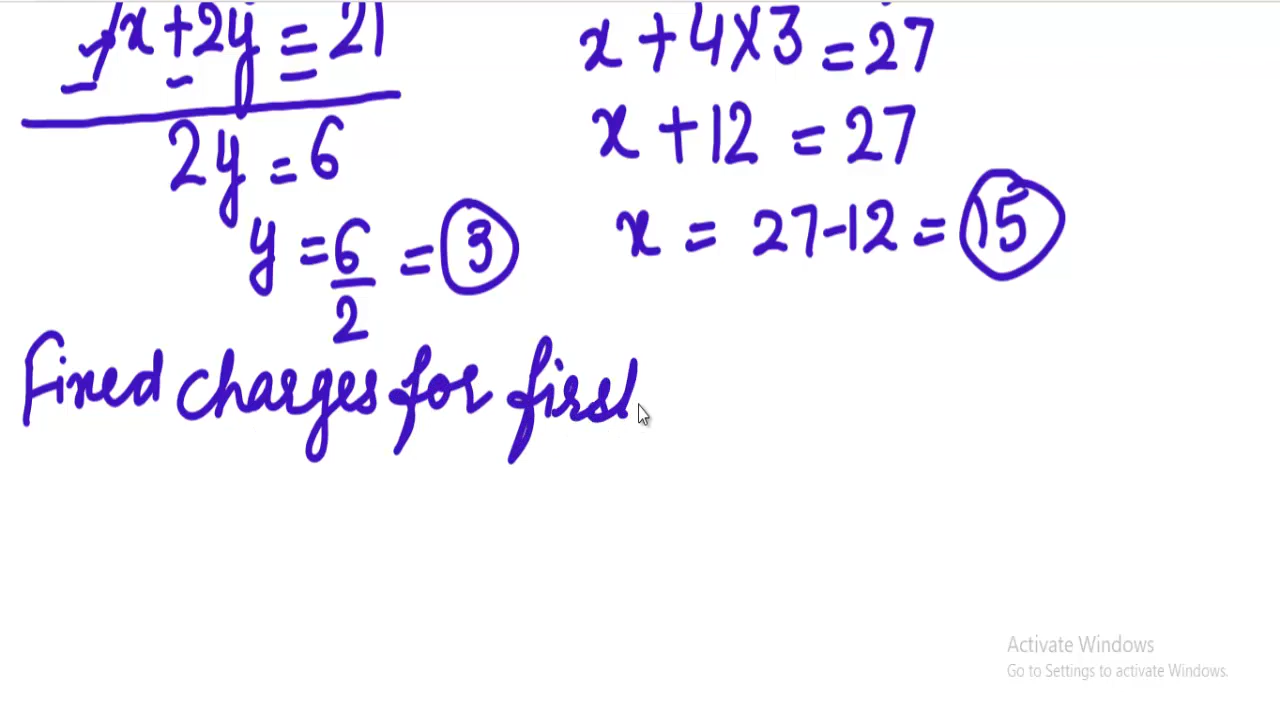 x + 2y = 21
2y = 6
y = 6/2 = 3
x + 4 x 3 = 27
x + 12 = 27
x = 27 - 12 = 15
Fixed charges for first
Activate Windows
Go to Settings to activate Windows.